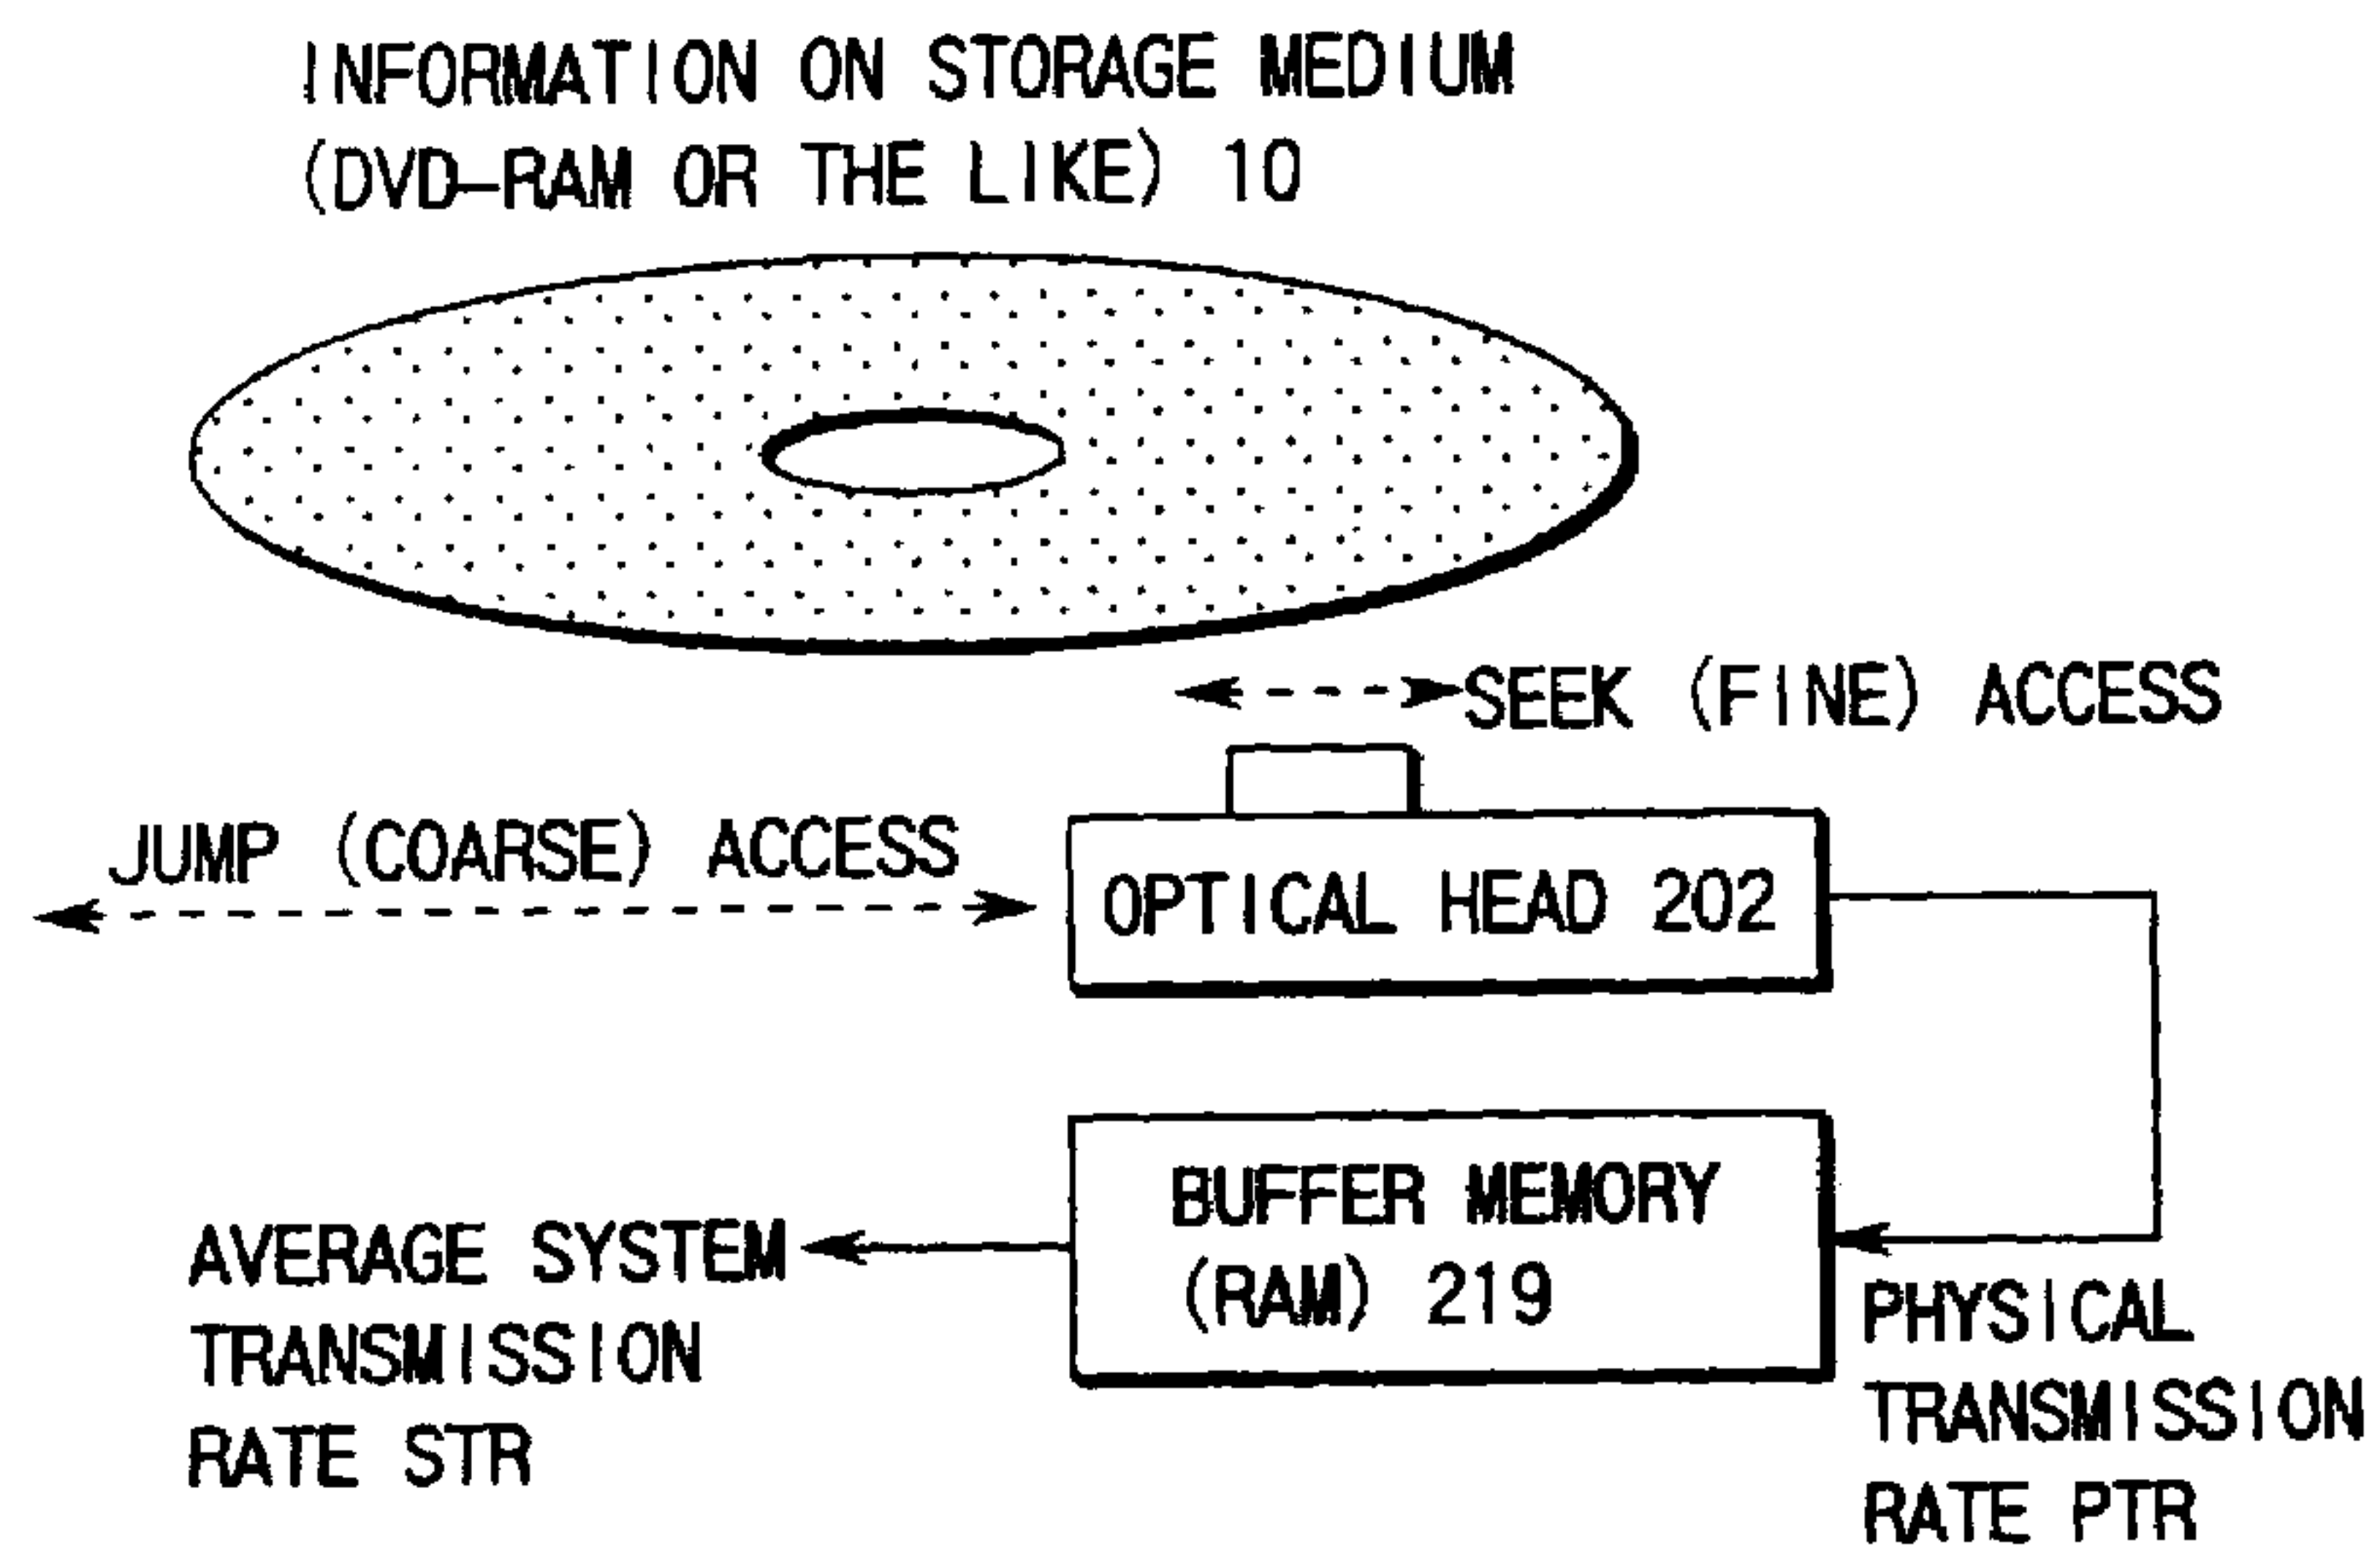 INFORMATION ON STORAGE MEDIUM
(DVD-RAM OR THE LIKE) 10
SEEK (FINE) ACCESS
JUMP (COARSE) ACCESS
OPTICAL HEAD 202
BUFFER MEMORY
(RAM) 219
AVERAGE SYSTEM
TRANSMISSION
RATE STR
PHYSICAL
TRANSMISSION
RATE PTR